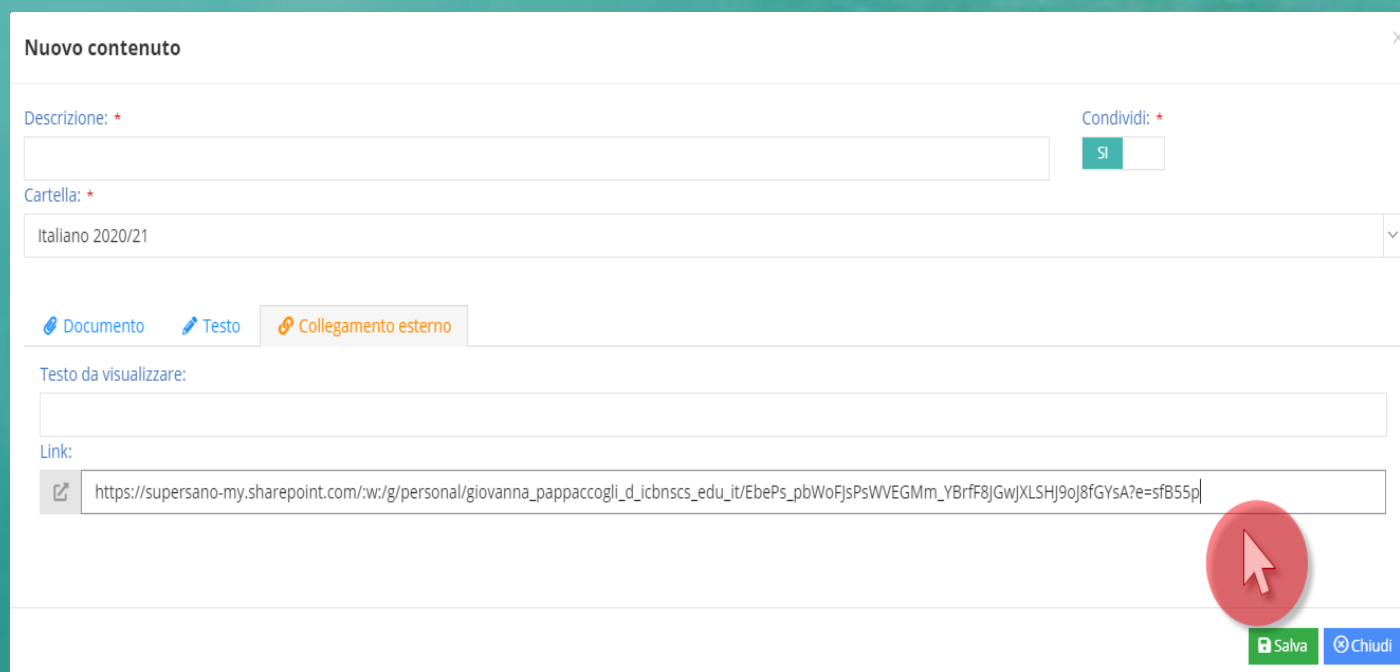 Nuovo contenuto
Descrizione: * Condividi: *
SI
Cartella: *
Italiano 2020/21
Documento Testo Collegamento esterno
Testo da visualizzare:
Link:
https://supersano-my.sharepoint.com/:w:/g/personal/giovanna_pappaccogli_d_icbnscs_edu_it/EbePs_pbWoFJsPsWVEGMm_YBrfF8JGwJXLSHJ9oJ8fGYsA?e=sfB55p
Salva Chiudi